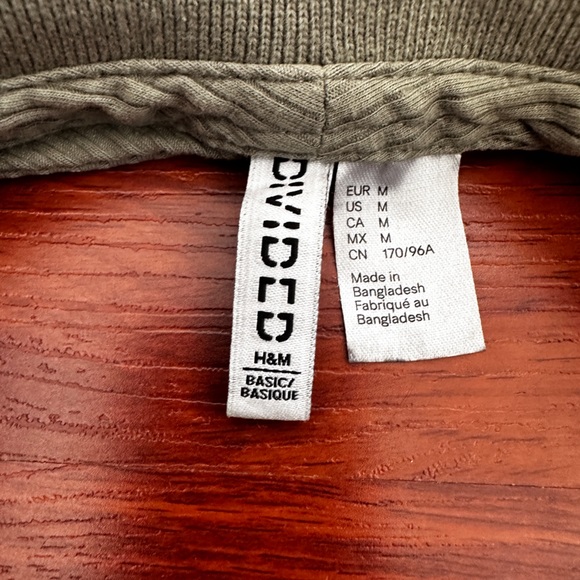 DIVIDED
H&M
BASIC/
BASIQUE
EUR M
US M
CA M
MX M
CN 170/96A
Made in
Bangladesh
Fabriqué au
Bangladesh